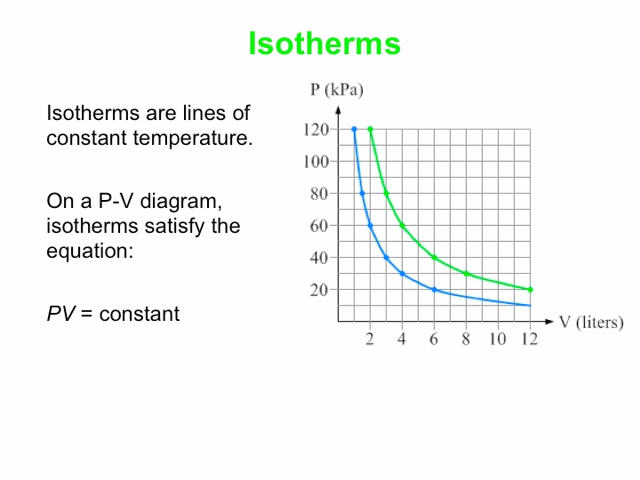 Isotherms
Isotherms are lines of
constant temperature.
On a P-V diagram,
isotherms satisfy the
equation:
PV = constant
P (kPa)
120
100
80
60
40
20
2 4 6 8 10 12
V (liters)